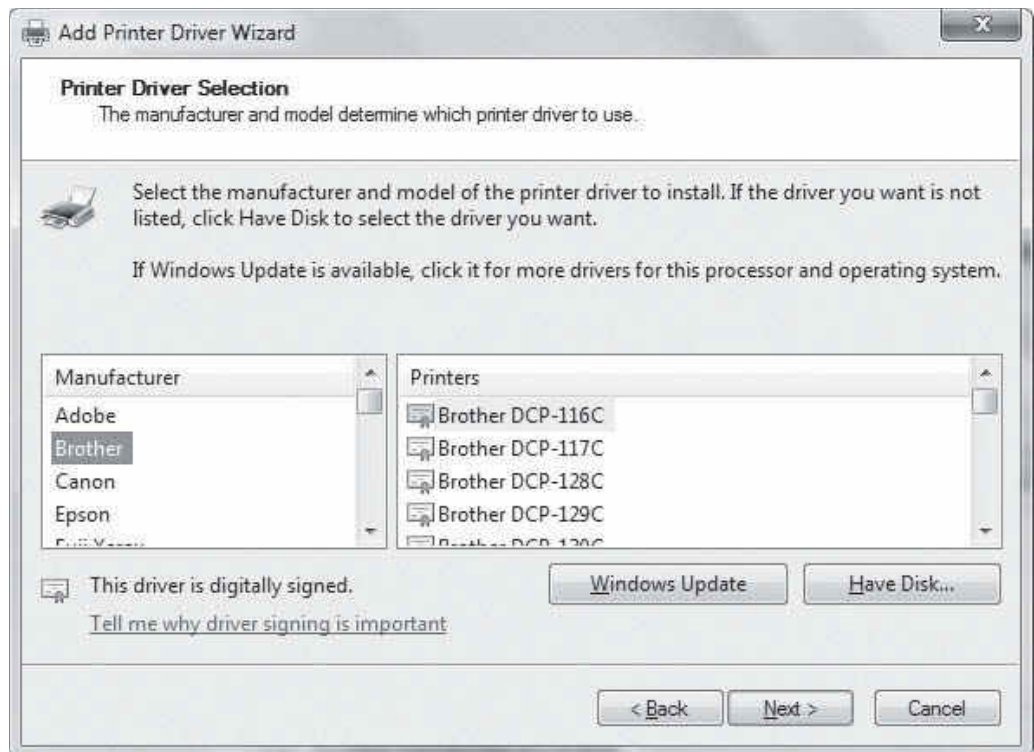 Add Printer Driver Wizard
Printer Driver Selection
The manufacturer and model determine which printer driver to use.
Select the manufacturer and model of the printer driver to install. If the driver you want is not
listed, click Have Disk to select the driver you want.
If Windows Update is available, click it for more drivers for this processor and operating system.
Manufacturer
Adobe
Brother
Canon
Epson
Printers
Brother DCP-116C
Brother DCP-117C
Brother DCP-128C
Brother DCP-129C
This driver is digitally signed.
Tell me why driver signing is important
Windows Update
Have Disk...
< Back
Next >
Cancel